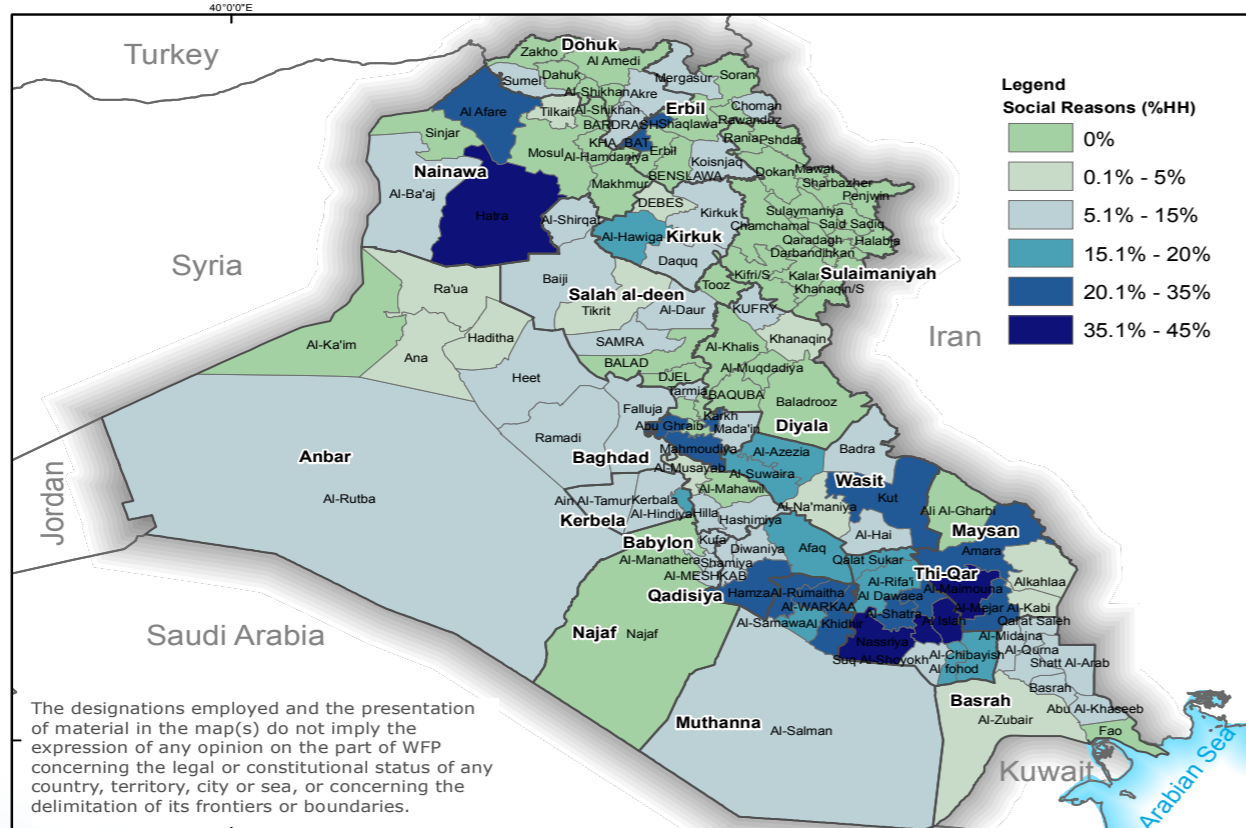 40°0'0"E
Turkey
Dohuk
Zakho
Al Amedi
Sumel
Dahuk
Mergasur
Soran
Al-Shikhan
Akre
Al Afare
Tilkaif
Al-Shikhan
Erbil
Choman
BARDRASH
Shaqlawa
Rawanduz
Sinjar
KHA BAT
Rania
Pshdar
Mosul
Al-Hamdaniya
Erbil
Koisnjaq
Nainawa
BENSLAWA
Dokan
Mawat
Al-Ba'aj
Makhmur
Sharbazher
Penjwin
DEBES
Hatra
Al-Shirqat
Kirkuk
Sulaymaniya
Chamchamal
Said Sadiq
Al-Hawiga
Kirkuk
Qaradagh
Halabja
Darbandihkan
Daquq
Syria
Baiji
Kifri/S
Kalar
Sulaimaniyah
Tooz
Khanaqin/S
Ra'ua
Salah al-deen
Tikrit
Al-Daur
KUFRY
Iran
Haditha
Khanaqin
Al-Ka'im
Ana
SAMRA
Al-Khalis
BALAD
Al-Muqdadiya
Heet
DJEL
Tarmia
BAQUBA
Baladrooz
Falluja
Karkh
Abu Ghraib
Mada'in
Diyala
Ramadi
Mahmoudiya
Badra
Anbar
Baghdad
Al-Azezia
Al-Musayab
Al-Suwaira
Wasit
Jordan
Al-Rutba
Ain Al-Tamur
Kerbala
Al-Mahawil
Kut
Al-Hindiya
Hilla
Al-Na'maniya
Ali Al-Gharbi
Kerbela
Hashimiya
Al-Hai
Maysan
Babylon
Kufa
Diwaniya
Afaq
Amara
Al-Manathera
Shamiya
Qalat Sukar
Al-MESHKAB
Thi-Qar
Al-Rifa'i
Alkahlaa
Qadisiya
Hamza
Al-Rumaitha
Al Dawaea
Al-Maimouna
Al-WARKAA
Al-Shatra
Al-Mejar Al-Kabi
Al-Samawa
Al Khidhir
Al Islah
Qal'at Saleh
Saudi Arabia
Najaf
Najaf
Nassriya
Al-Midajna
Al-Chibayish
Al-Qurna
Suq Al-Shoyokh
Al fohod
Shatt Al-Arab
Basrah
Basrah
Abu Al-Khaseeb
Muthanna
Al-Zubair
Al-Salman
Fao
Kuwait
Arabian Sea
Legend
Social Reasons (%HH)
0%
0.1% - 5%
5.1% - 15%
15.1% - 20%
20.1% - 35%
35.1% - 45%
The designations employed and the presentation
of material in the map(s) do not imply the
expression of any opinion on the part of WFP
concerning the legal or constitutional status of any
country, territory, city or sea, or concerning the
delimitation of its frontiers or boundaries.